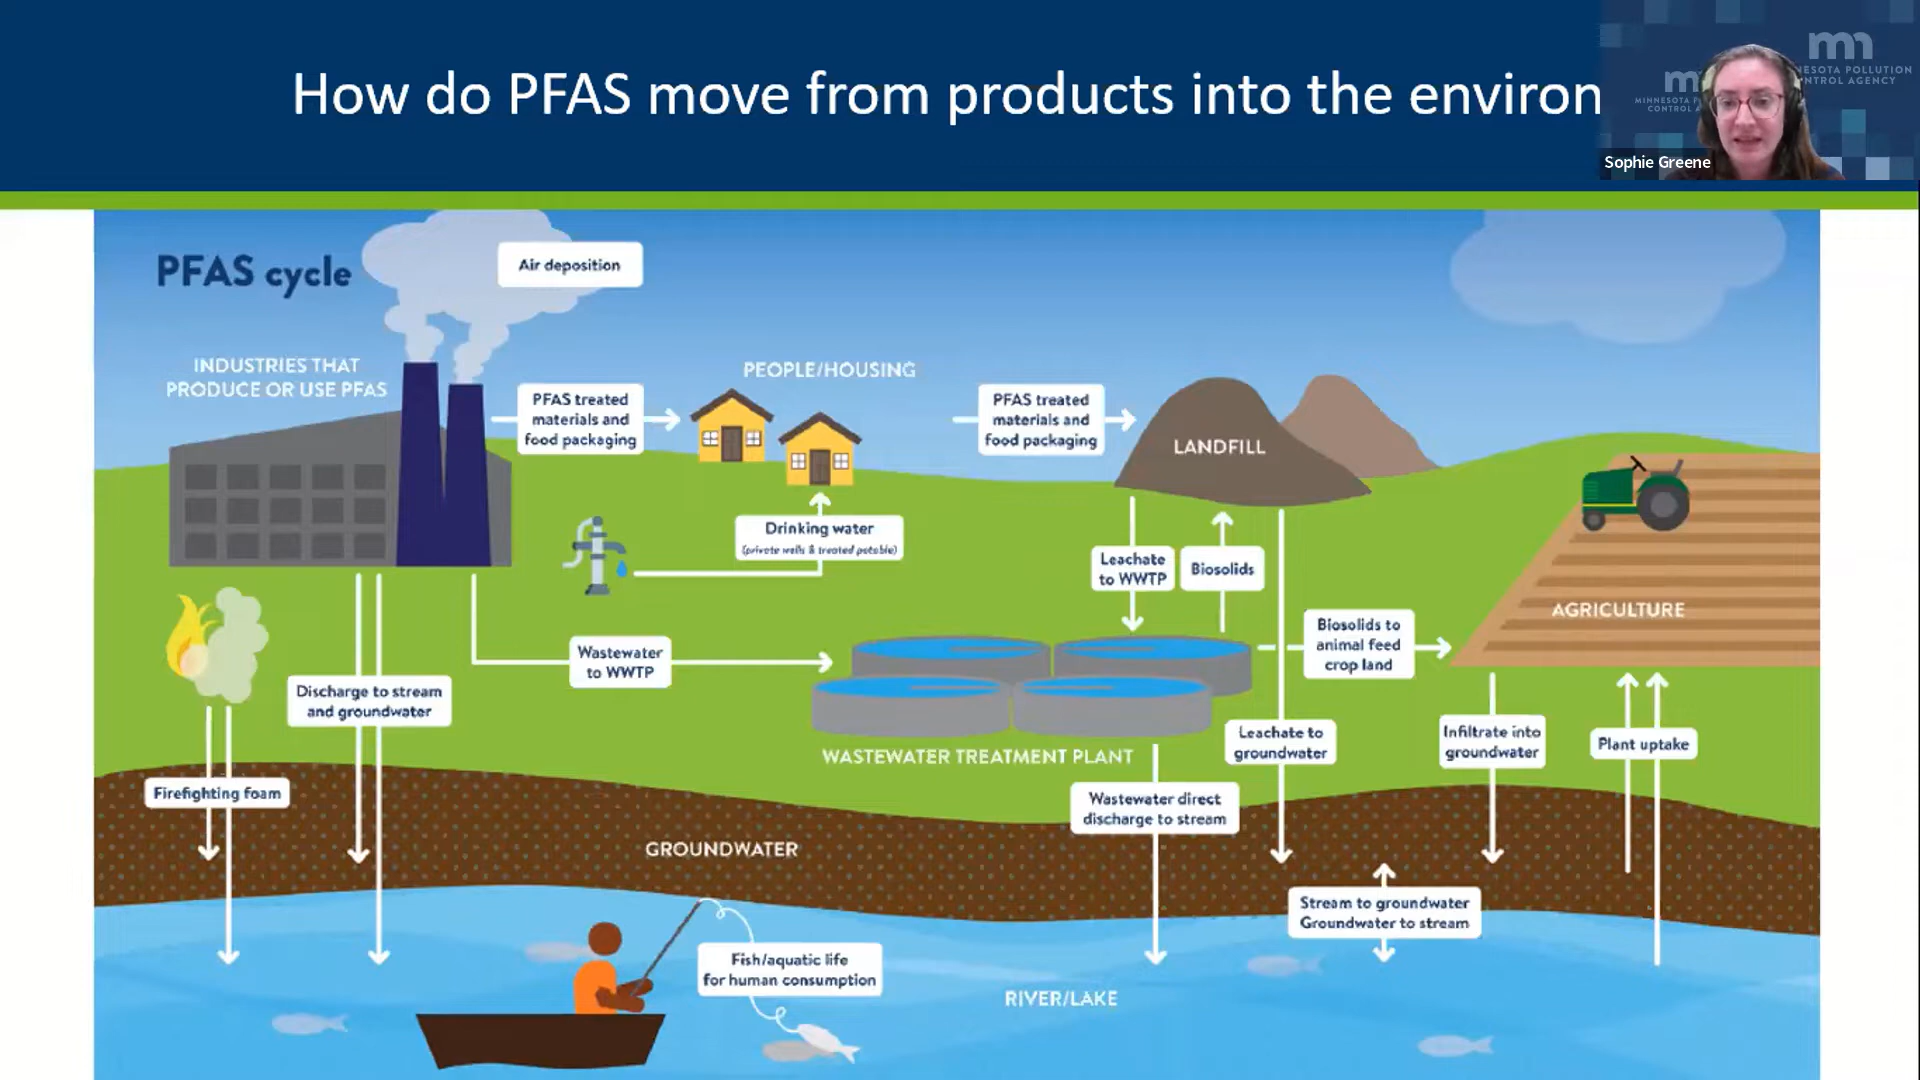 How do PFAS move from products into the environ
MINNESOTA POLLUTION
CONTROL AGENCY
Sophie Greene
PFAS cycle
Air deposition
INDUSTRIES THAT
PRODUCE OR USE PFAS
PEOPLE/HOUSING
PFAS treated
materials and
food packaging
PFAS treated
materials and
food packaging
LANDFILL
Drinking water
(private wells & treated potable)
Leachate
to WWTP
Biosolids
AGRICULTURE
Wastewater
to WWTP
Biosolids to
animal feed
crop land
Discharge to stream
and groundwater
Leachate to
groundwater
Infiltrate into
groundwater
Plant uptake
WASTEWATER TREATMENT PLANT
Firefighting foam
Wastewater direct
discharge to stream
GROUNDWATER
Stream to groundwater
Groundwater to stream
Fish/aquatic life
for human consumption
RIVER/LAKE